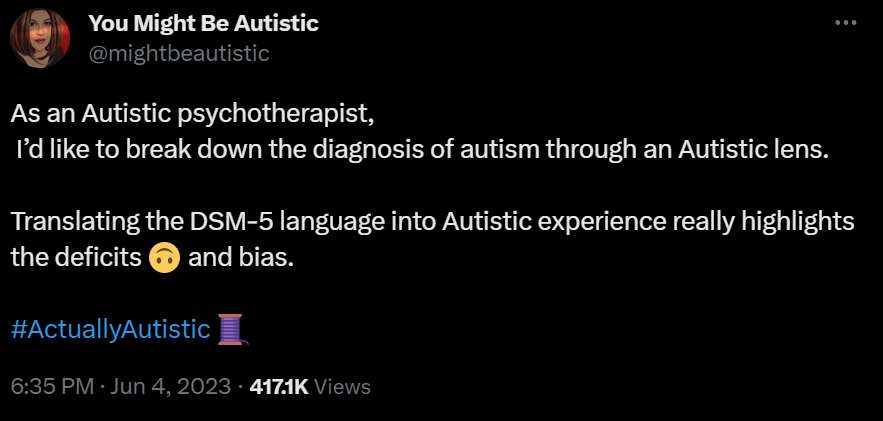 You Might Be Autistic
@mightbeautistic
As an Autistic psychotherapist,
I’d like to break down the diagnosis of autism through an Autistic lens.
Translating the DSM-5 language into Autistic experience really highlights
the deficits 🙃 and bias.
#ActuallyAutistic 🧵
6:35 PM · Jun 4, 2023 · 417.1K Views